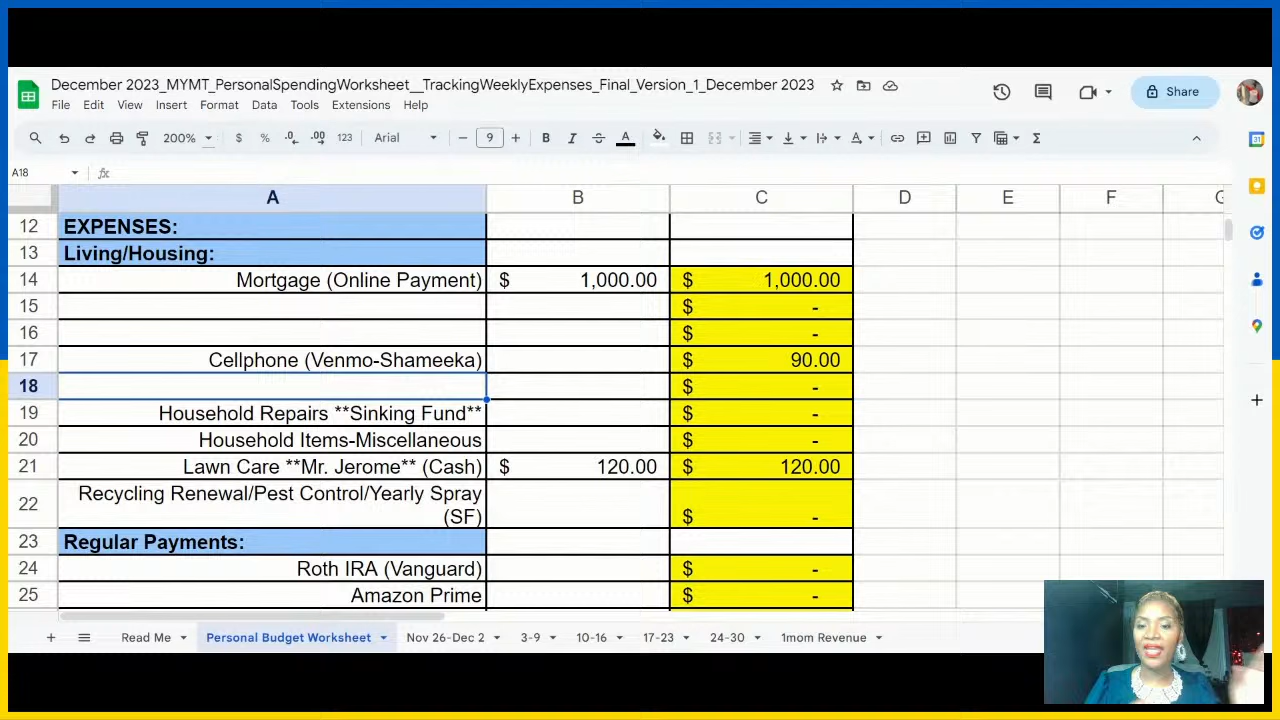 December 2023_MYMT_PersonalSpendingWorksheet__TrackingWeeklyExpenses_Final_Version_1_December 2023
File Edit View Insert Format Data Tools Extensions Help
Share
200% $ % .0 .00 123 Arial − 9 + B I S A Σ
A18 fx
A B C D E F
12 EXPENSES:
13 Living/Housing:
14 Mortgage (Online Payment) $ 1,000.00 $ 1,000.00
15 $ -
16 $ -
17 Cellphone (Venmo-Shameeka) $ 90.00
18 $ -
19 Household Repairs **Sinking Fund** $ -
20 Household Items-Miscellaneous $ -
21 Lawn Care **Mr. Jerome** (Cash) $ 120.00 $ 120.00
22 Recycling Renewal/Pest Control/Yearly Spray
(SF) $ -
23 Regular Payments:
24 Roth IRA (Vanguard) $ -
25 Amazon Prime $ -
+ Read Me Personal Budget Worksheet Nov 26-Dec 2 3-9 10-16 17-23 24-30 1mom Revenue